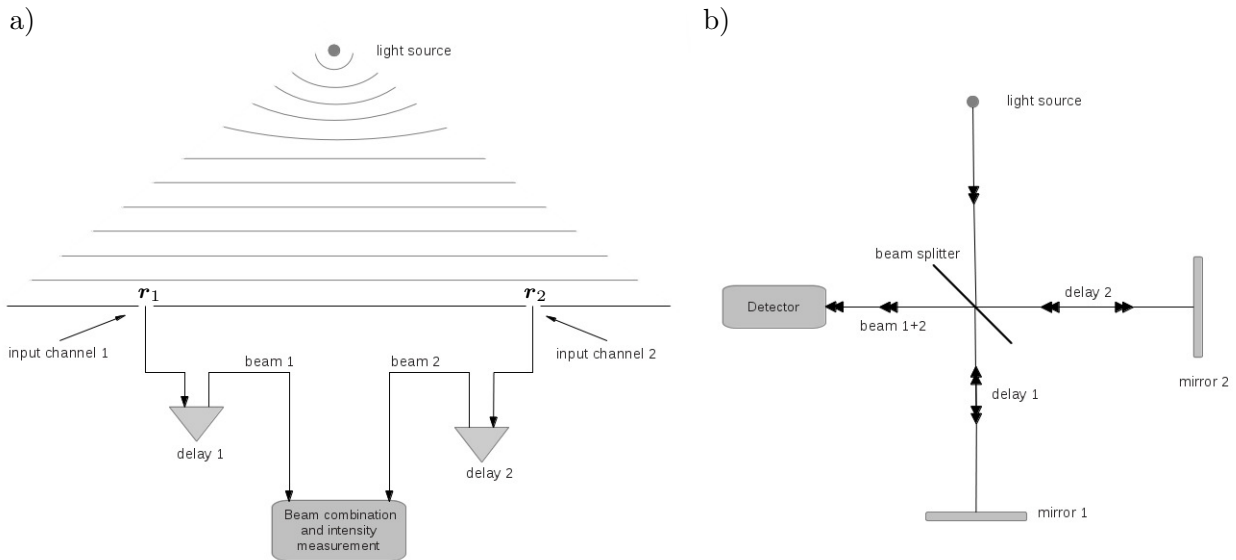 a)
light source
r1
r2
input channel 1
input channel 2
beam 1
beam 2
delay 1
delay 2
Beam combination
and intensity
measurement
b)
light source
beam splitter
Detector
delay 2
beam 1+2
mirror 2
delay 1
mirror 1